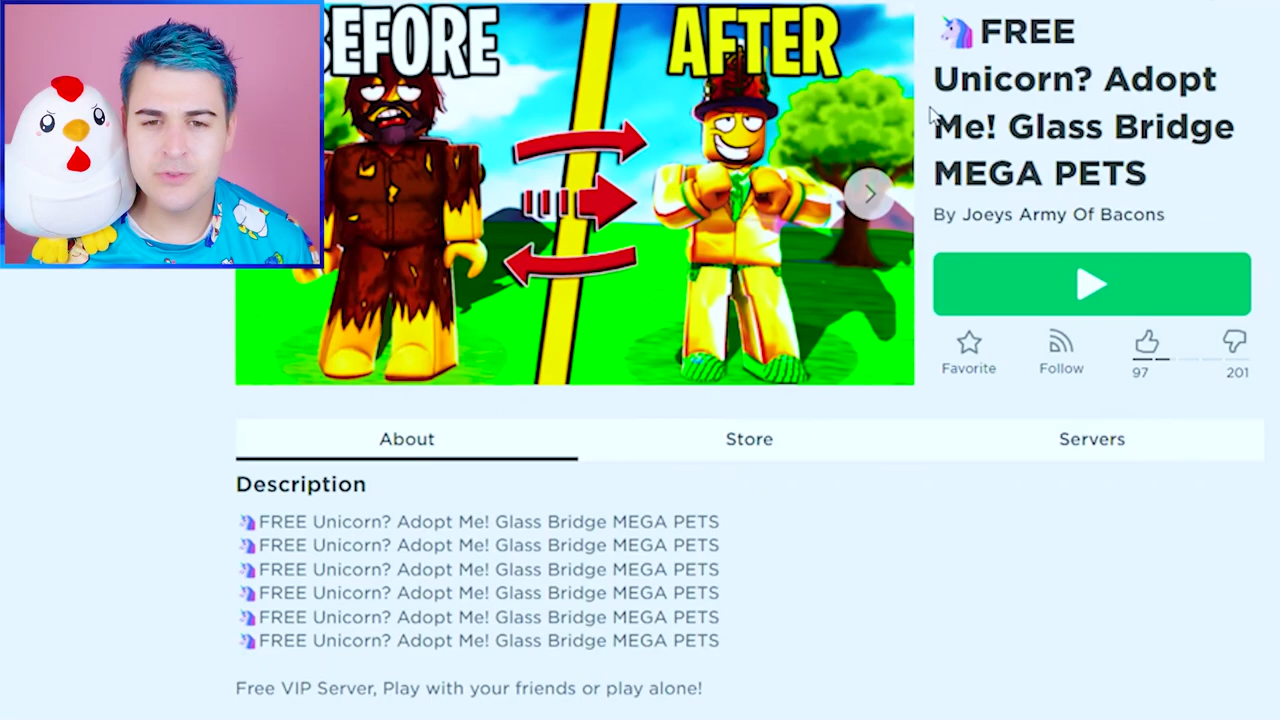 BEFORE
AFTER
FREE
Unicorn? Adopt
Me! Glass Bridge
MEGA PETS
By Joeys Army Of Bacons
Favorite
Follow
97
201
About
Store
Servers
Description
FREE Unicorn? Adopt Me! Glass Bridge MEGA PETS
FREE Unicorn? Adopt Me! Glass Bridge MEGA PETS
FREE Unicorn? Adopt Me! Glass Bridge MEGA PETS
FREE Unicorn? Adopt Me! Glass Bridge MEGA PETS
FREE Unicorn? Adopt Me! Glass Bridge MEGA PETS
FREE Unicorn? Adopt Me! Glass Bridge MEGA PETS
Free VIP Server, Play with your friends or play alone!